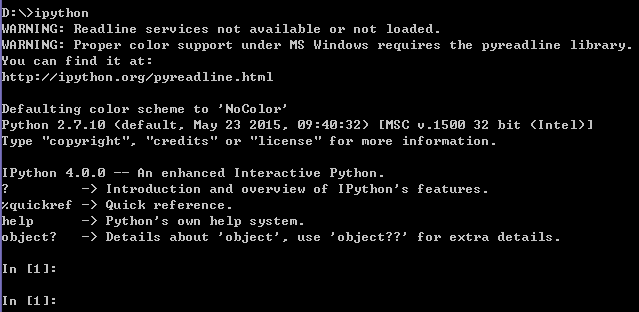 D:\>ipython
WARNING: Readline services not available or not loaded.
WARNING: Proper color support under MS Windows requires the pyreadline library.
You can find it at:
http://ipython.org/pyreadline.html
Defaulting color scheme to 'NoColor'
Python 2.7.10 (default, May 23 2015, 09:40:32) [MSC v.1500 32 bit (Intel)]
Type "copyright", "credits" or "license" for more information.
IPython 4.0.0 -- An enhanced Interactive Python.
?         -> Introduction and overview of IPython's features.
%quickref -> Quick reference.
help      -> Python's own help system.
object?   -> Details about 'object', use 'object??' for extra details.
In [1]:
In [1]: